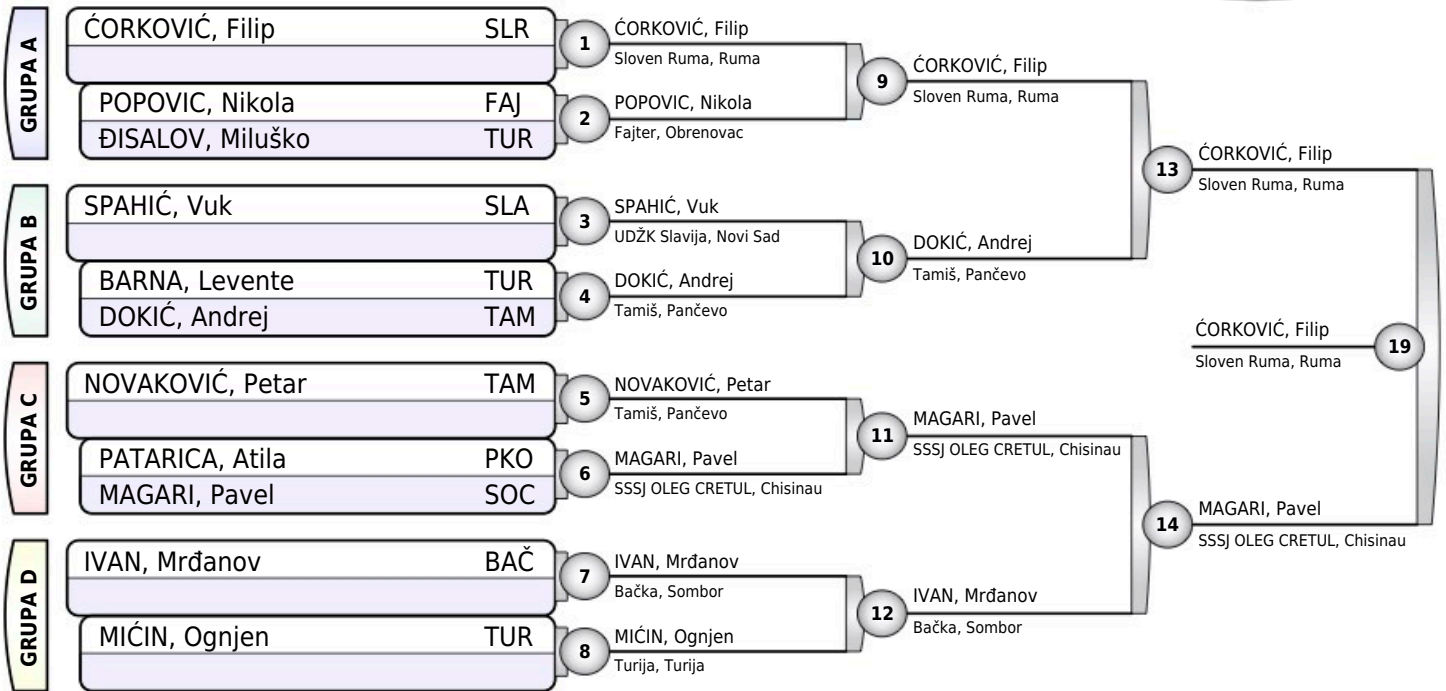 GRUPA A
ĆORKOVIĆ, Filip SLR
POPOVIC, Nikola FAJ
ĐISALOV, Miluško TUR
GRUPA B
SPAHIĆ, Vuk SLA
BARNA, Levente TUR
DOKIĆ, Andrej TAM
GRUPA C
NOVAKOVIĆ, Petar TAM
PATARICA, Atila PKO
MAGARI, Pavel SOC
GRUPA D
IVAN, Mrđanov BAČ
MIĆIN, Ognjen TUR
1
ĆORKOVIĆ, Filip
Sloven Ruma, Ruma
2
POPOVIC, Nikola
Fajter, Obrenovac
3
SPAHIĆ, Vuk
UDŽK Slavija, Novi Sad
4
DOKIĆ, Andrej
Tamiš, Pančevo
5
NOVAKOVIĆ, Petar
Tamiš, Pančevo
6
MAGARI, Pavel
SSSJ OLEG CRETUL, Chisinau
7
IVAN, Mrđanov
Bačka, Sombor
8
MIĆIN, Ognjen
Turija, Turija
9
ĆORKOVIĆ, Filip
Sloven Ruma, Ruma
10
DOKIĆ, Andrej
Tamiš, Pančevo
11
MAGARI, Pavel
SSSJ OLEG CRETUL, Chisinau
12
IVAN, Mrđanov
Bačka, Sombor
13
ĆORKOVIĆ, Filip
Sloven Ruma, Ruma
14
MAGARI, Pavel
SSSJ OLEG CRETUL, Chisinau
ĆORKOVIĆ, Filip
Sloven Ruma, Ruma
19